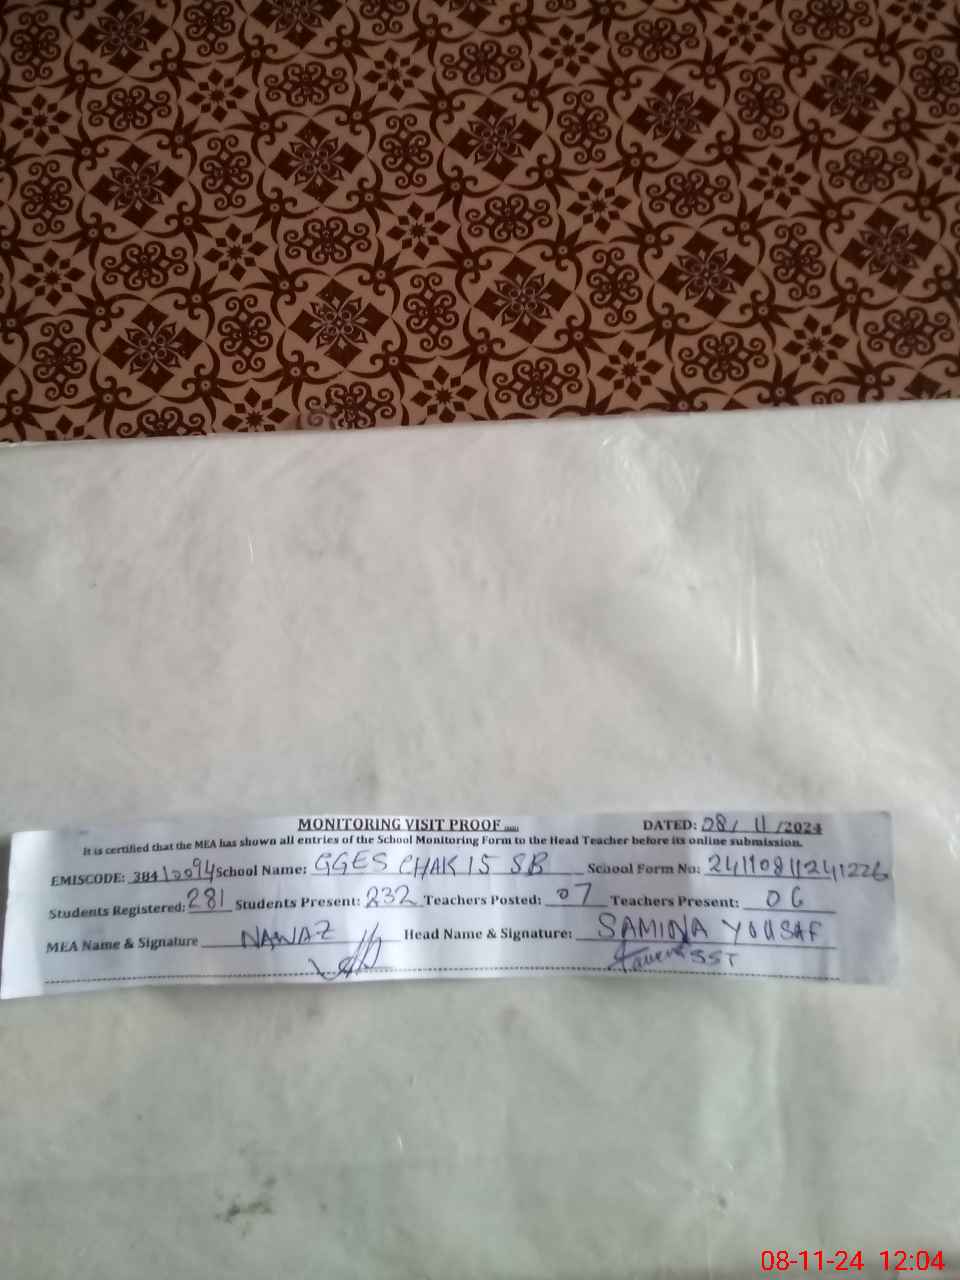 MONITORING VISIT PROOF DATED: 08/11/2024
It is certified that the MEA has shown all entries of the School Monitoring Form to the Head Teacher before its online submission.
EMISCODE: 38410094 School Name: GGES CHAK 15 SB School Form No: 2411081241226
Students Registered: 281 Students Present: 232 Teachers Posted: 07 Teachers Present: 06
MEA Name & Signature NAWAZ Head Name & Signature: SAMINA YOUSAF
SST
08-11-24 12:04